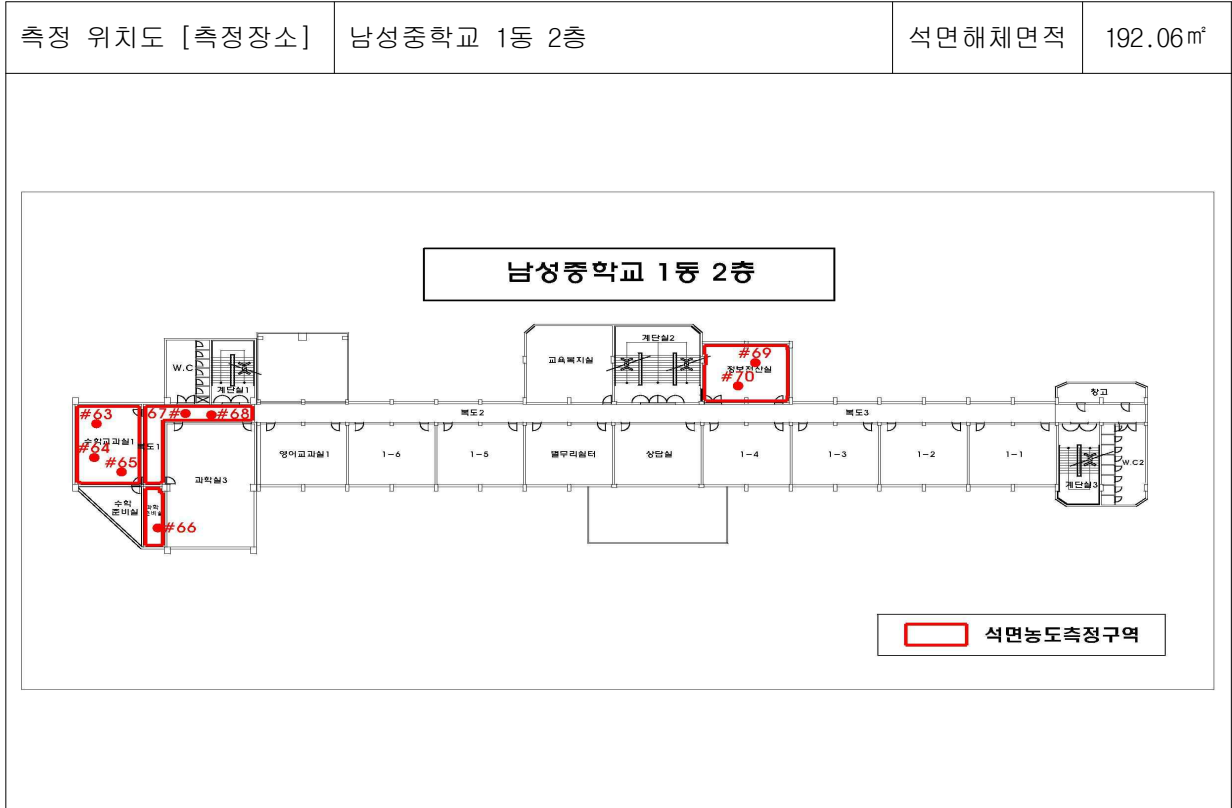 측정 위치도 [측정장소] 남성중학교 1동 2층 석면해체면적 192.06㎡
남성중학교 1동 2층
계단실2
교육복지실
#69
정보전산실
#70
W.C
계단실1
창고
#63
67#
#68
복도2
복도3
수학교과실1
복도1
#64
#65
영어교과실1
1-6
1-5
별무리쉼터
상담실
1-4
1-3
1-2
1-1
W.C2
과학실3
계단실3
수학
준비실
준비실
#66
석면농도측정구역